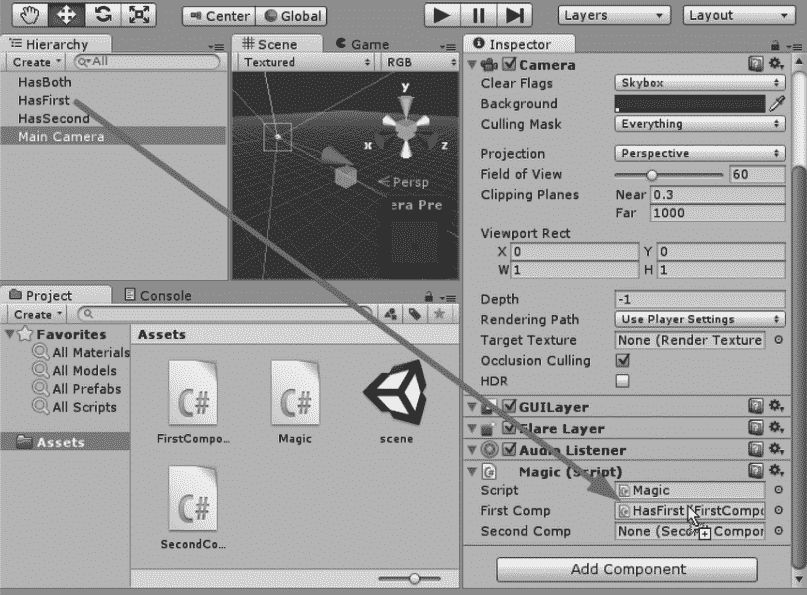 Center Global Layers Layout
Hierarchy
Create All
HasBoth
HasFirst
HasSecond
Main Camera
Scene Game
Textured RGB
y
x z
Persp
era Pre
Project Console
Create
Favorites
All Materials
All Models
All Prefabs
All Scripts
Assets
Assets
C#
FirstCompo...
C#
Magic
scene
C#
SecondCo...
Inspector
Camera
Clear Flags Skybox
Background
Culling Mask Everything
Projection Perspective
Field of View 60
Clipping Planes Near 0.3
Far 1000
Viewport Rect
X 0 Y 0
W 1 H 1
Depth -1
Rendering Path Use Player Settings
Target Texture None (Render Texture
Occlusion Culling
HDR
GUILayer
Flare Layer
Audio Listener
Magic (Script)
Script Magic
First Comp HasFirst (FirstCompo
Second Comp None (Second Compor
Add Component